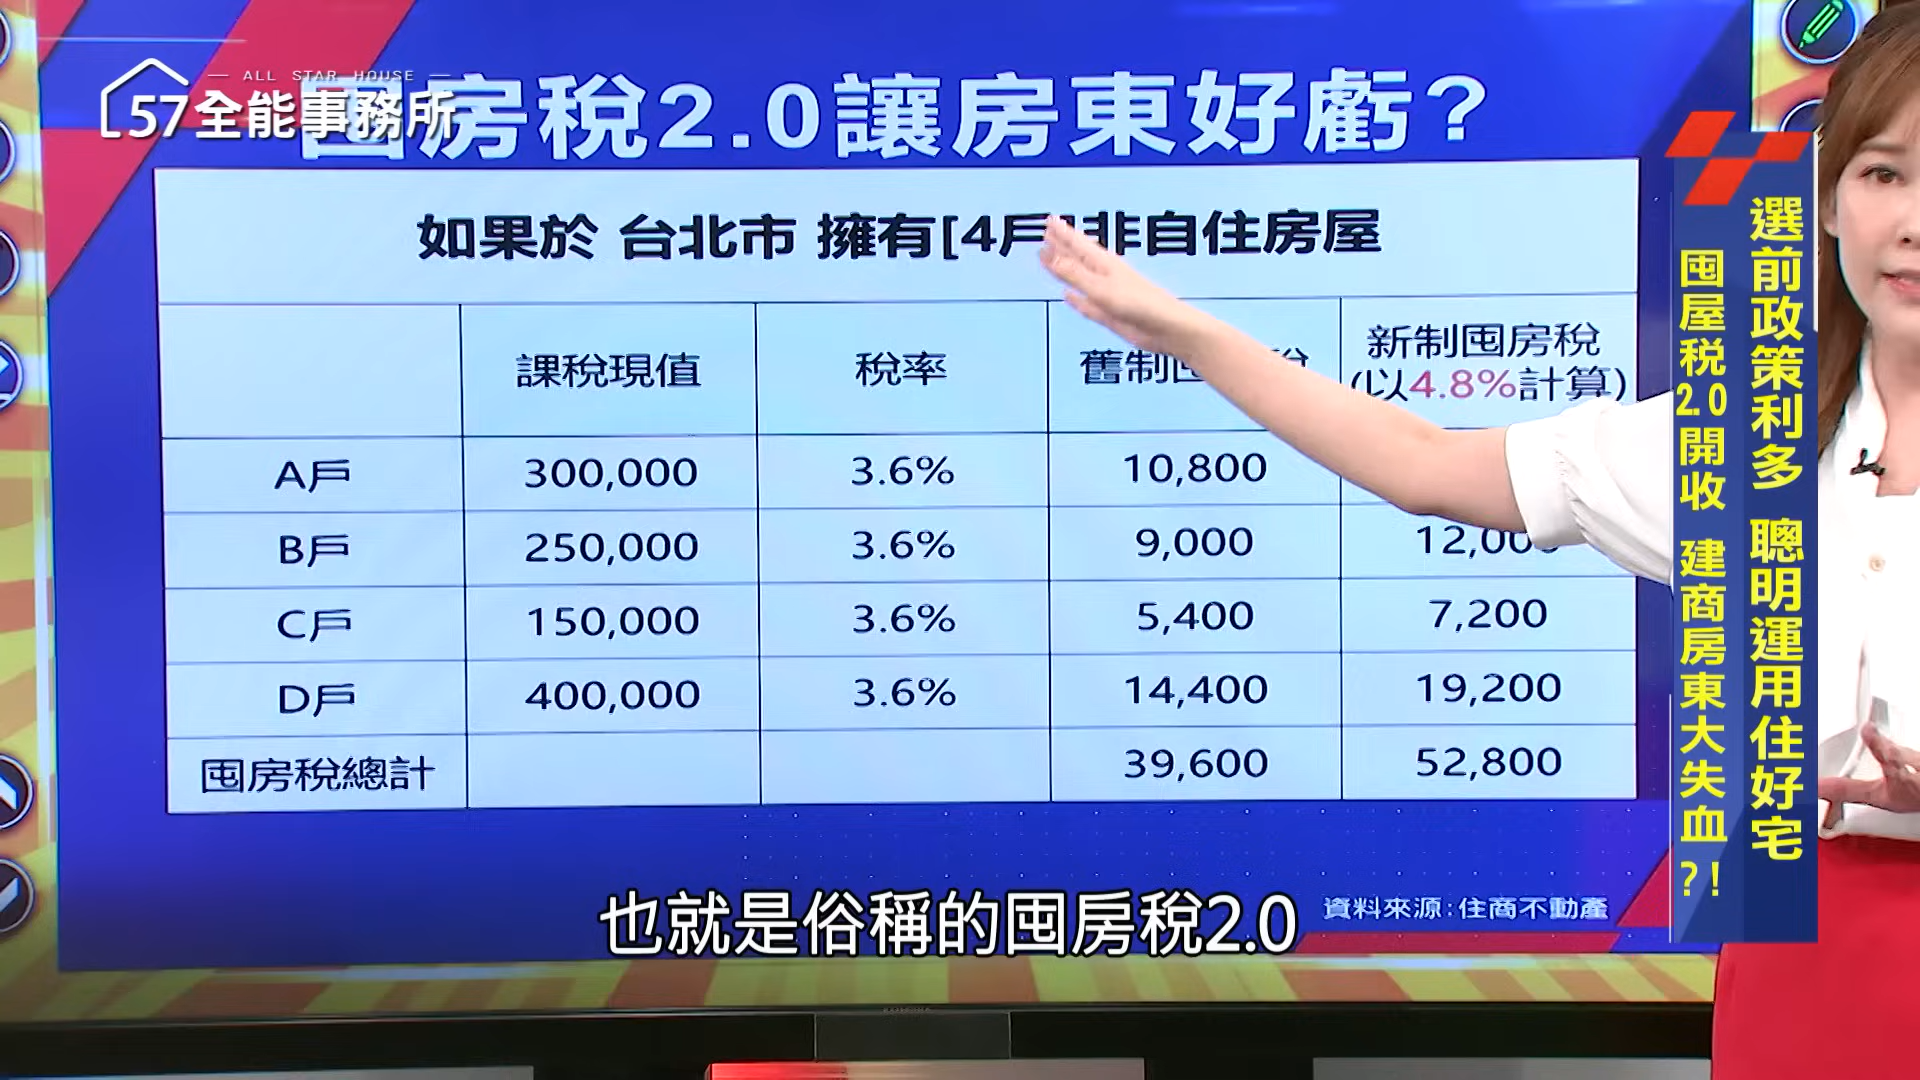 ALL STAR HOUSE
57全能事務所
囤房稅2.0讓房東好虧?
如果於 台北市 擁有[4戶]非自住房屋
課稅現值 稅率 舊制囤房稅 新制囤房稅
(以4.8%計算)
A戶 300,000 3.6% 10,800
B戶 250,000 3.6% 9,000 12,000
C戶 150,000 3.6% 5,400 7,200
D戶 400,000 3.6% 14,400 19,200
囤房稅總計 39,600 52,800
資料來源:住商不動產
選前政策利多 聰明運用住好宅
囤屋稅2.0開收 建商房東大失血?!
也就是俗稱的囤房稅2.0